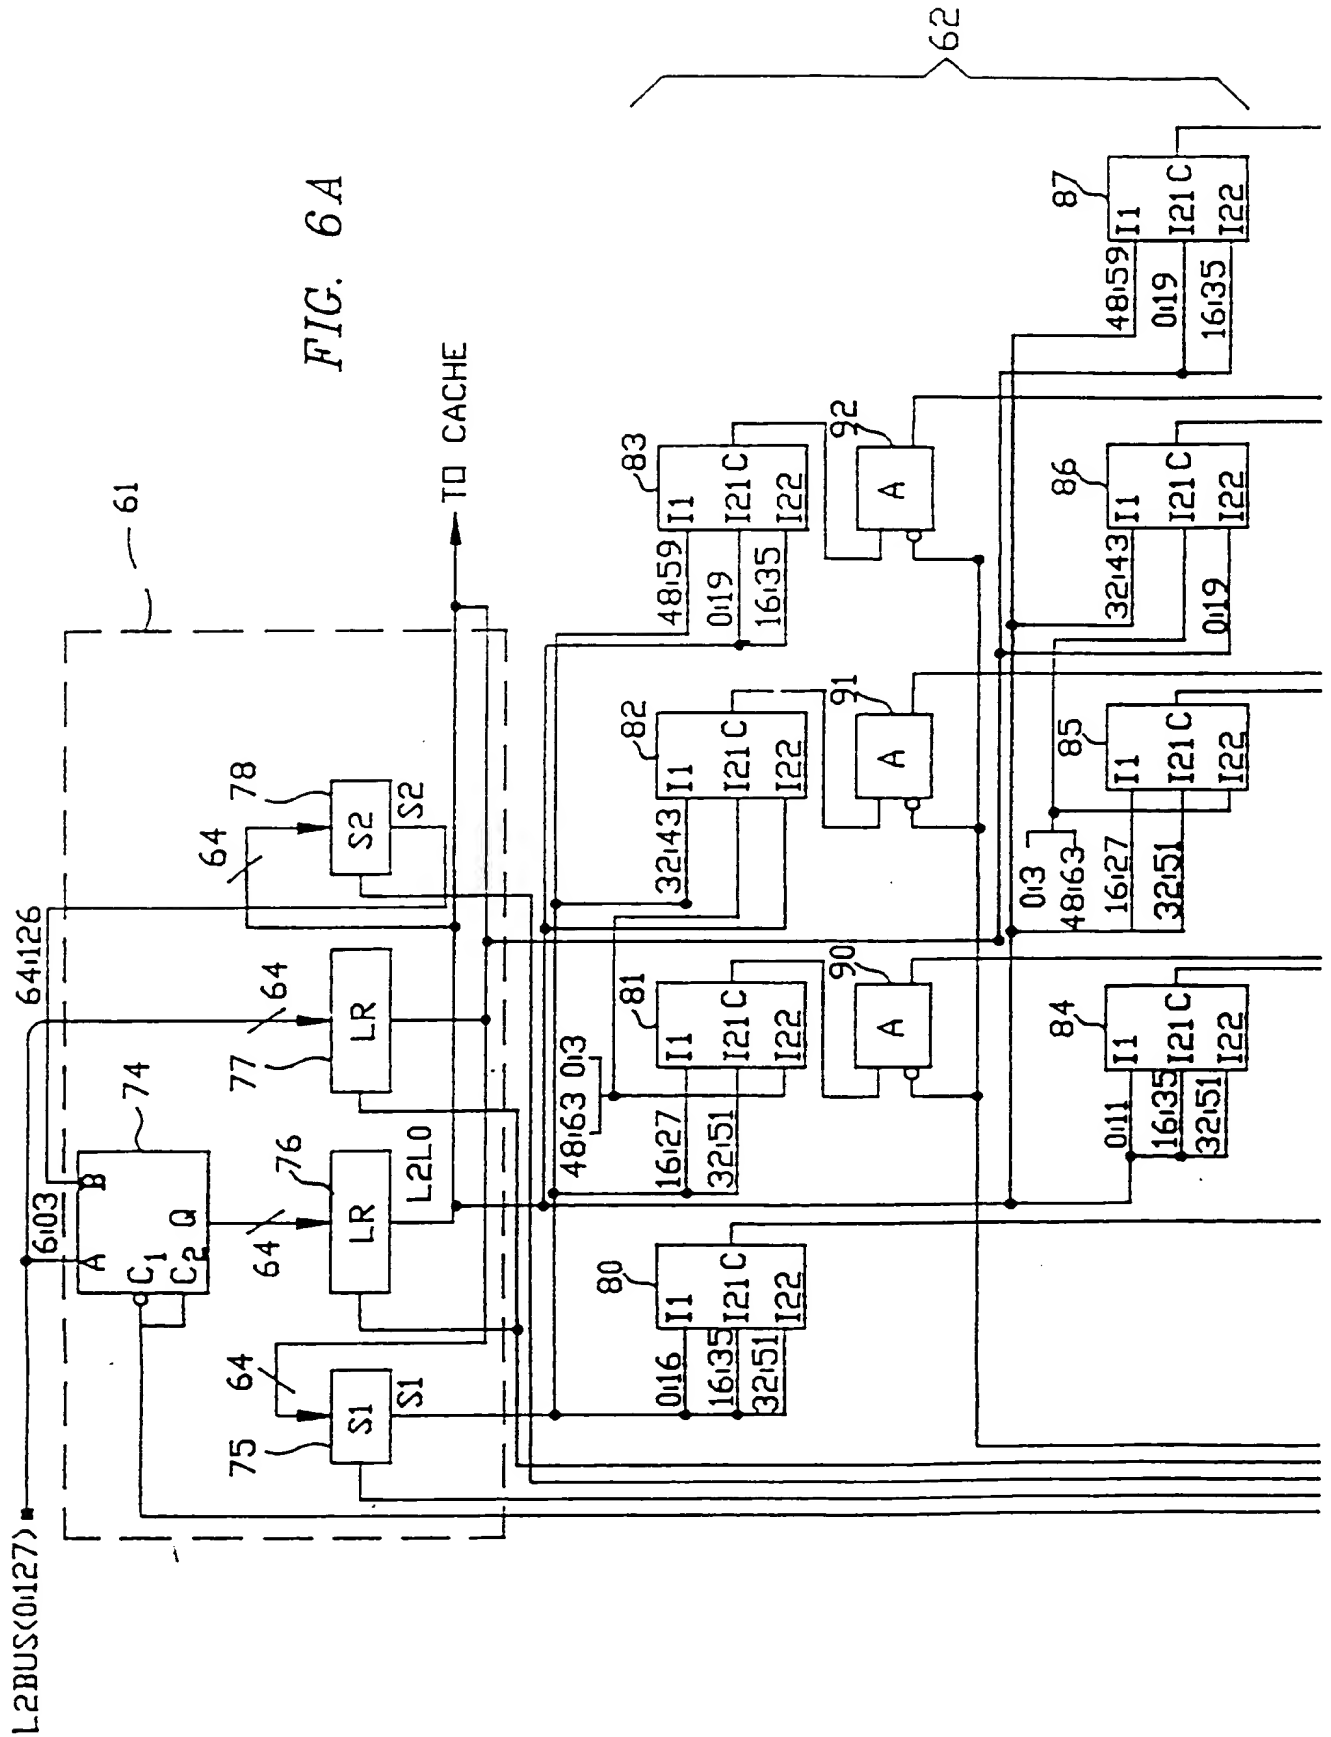 FIG. 6A
L2BUS(0:127)
61
6:03
64:126
74
A
B
C1
C2
Q
64
64
64
64
75
S1
S1
76
LR
L2L0
77
LR
78
S2
S2
TO CACHE
62
80
I1
I21 C
I22
0:16
16:35
32:51
81
I1
I21 C
I22
48:63 0:3
16:27
32:51
82
I1
I21 C
I22
32:43
83
I1
I21 C
I22
48:59
0:19
16:35
90
A
91
A
92
A
84
I1
I21 C
I22
0:11
16:35
32:51
85
I1
I21 C
I22
0:3
48:63
16:27
32:51
86
I1
I21 C
I22
32:43
0:19
87
I1
I21 C
I22
48:59
0:19
16:35